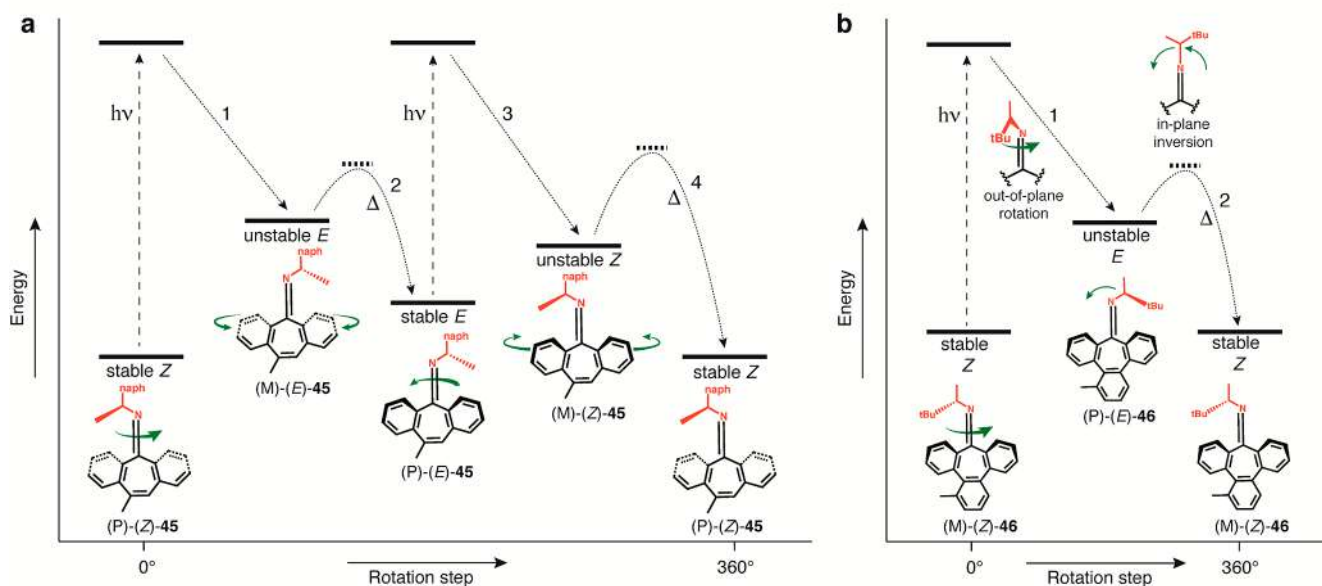 a
hν
1
2
Δ
hν
3
4
Δ
Energy
unstable E
naph
N
(M)-(E)-45
stable E
naph
N
(P)-(E)-45
unstable Z
naph
N
(M)-(Z)-45
stable Z
naph
N
(P)-(Z)-45
stable Z
naph
N
(P)-(Z)-45
0°
Rotation step
360°
b
hν
1
tBu
N
in-plane
inversion
tBu
N
out-of-plane
rotation
2
Δ
Energy
unstable
E
N
tBu
(P)-(E)-46
stable
Z
tBu
N
(M)-(Z)-46
stable
Z
tBu
N
(M)-(Z)-46
0°
Rotation step
360°